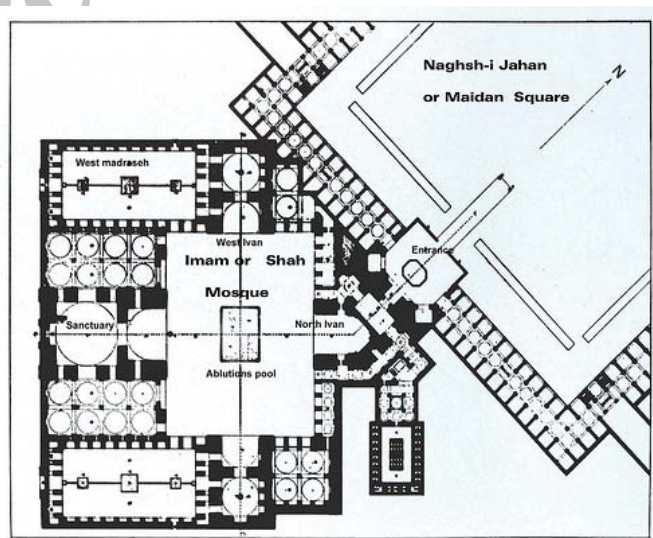 Naghsh-i Jahan
or Maidan Square
N
West madraseh
Entrance
West Ivan
Imam or Shah
Mosque
Sanctuary
North Ivan
Ablutions pool